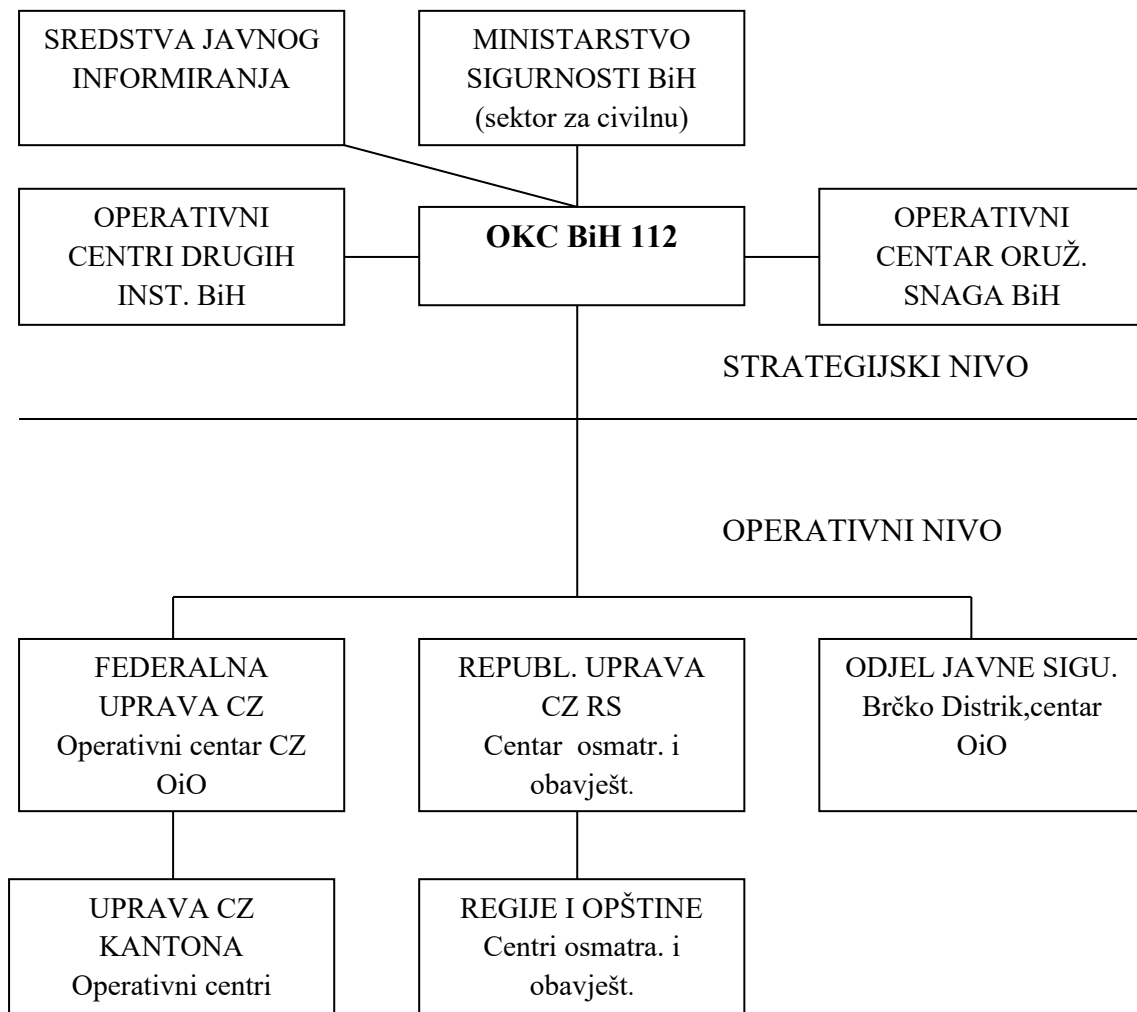 SREDSTVA JAVNOG
INFORMIRANJA
MINISTARSTVO
SIGURNOSTI BiH
(sektor za civilnu)
OPERATIVNI
CENTRI DRUGIH
INST. BiH
OKC BiH 112
OPERATIVNI
CENTAR ORUŽ.
SNAGA BiH
STRATEGIJSKI NIVO
OPERATIVNI NIVO
FEDERALNA
UPRAVA CZ
Operativni centar CZ
OiO
REPUBL. UPRAVA
CZ RS
Centar osmatr. i
obavješt.
ODJEL JAVNE SIGU.
Brčko Distrik,centar
OiO
UPRAVA CZ
KANTONA
Operativni centri
REGIJE I OPŠTINE
Centri osmatra. i
obavješt.